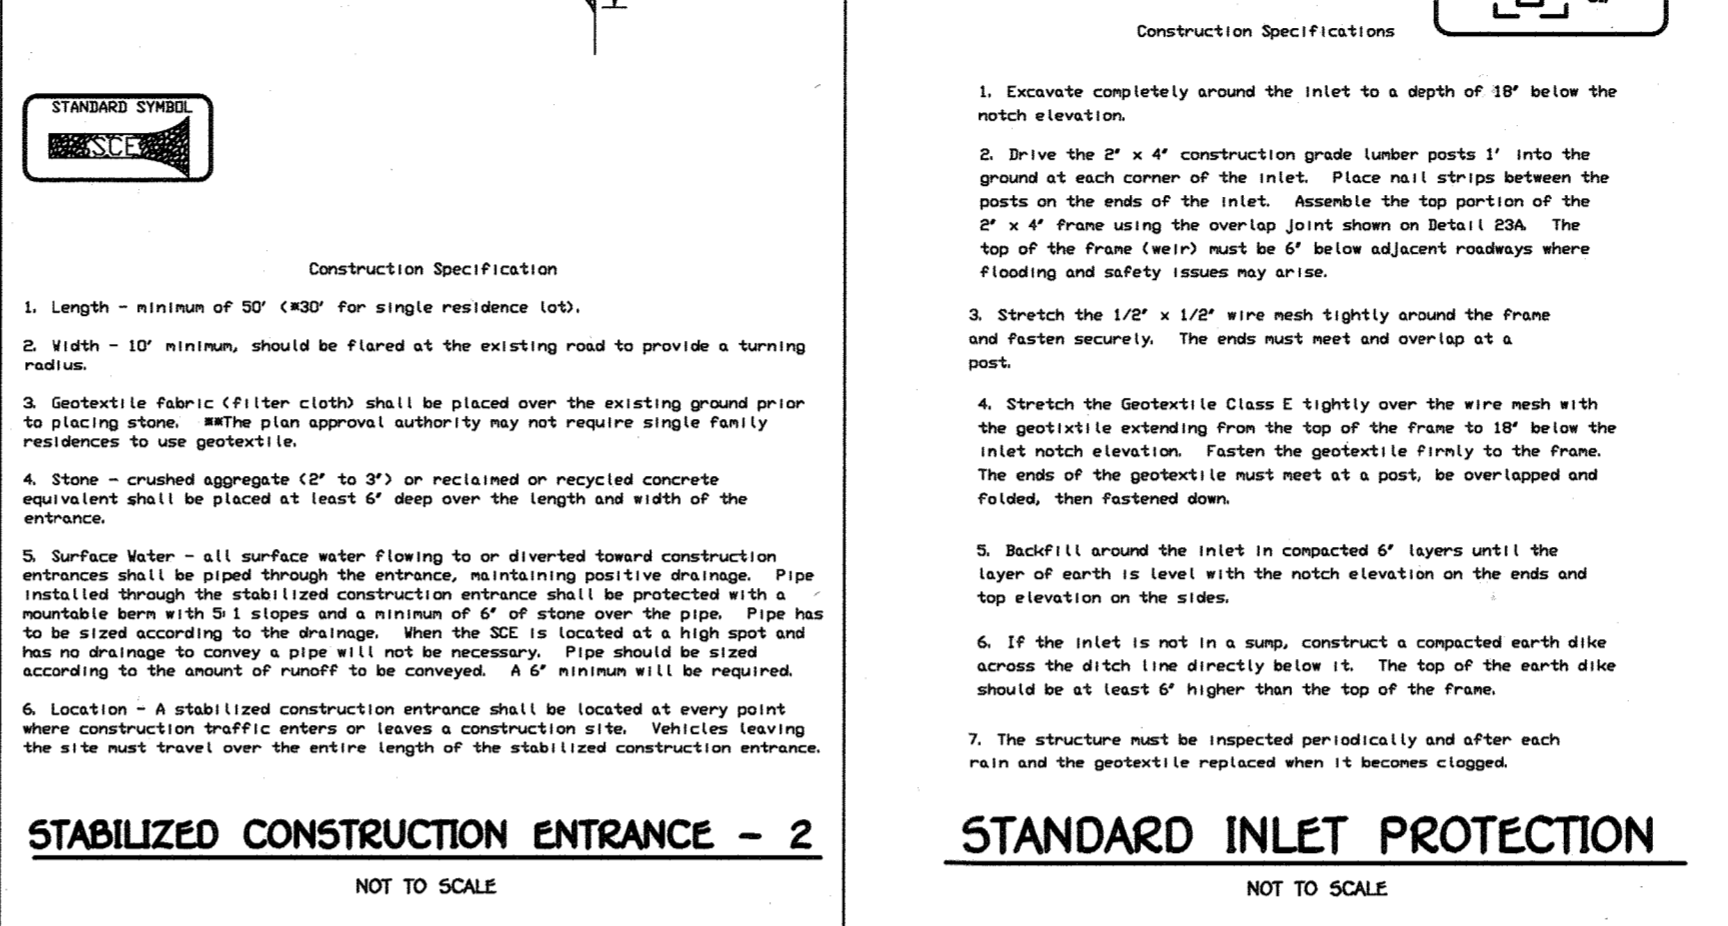 STANDARD SYMBOL
SCE
Construction Specification
1. Length - minimum of 50' (*30' for single residence lot).
2. Width - 10' minimum, should be flared at the existing road to provide a turning
radius.
3. Geotextile fabric (filter cloth) shall be placed over the existing ground prior
to placing stone. **The plan approval authority may not require single family
residences to use geotextile.
4. Stone - crushed aggregate (2" to 3") or reclaimed or recycled concrete
equivalent shall be placed at least 6" deep over the length and width of the
entrance.
5. Surface Water - all surface water flowing to or diverted toward construction
entrances shall be piped through the entrance, maintaining positive drainage. Pipe
installed through the stabilized construction entrance shall be protected with a
mountable berm with 5:1 slopes and a minimum of 6" of stone over the pipe. Pipe has
to be sized according to the drainage. When the SCE is located at a high spot and
has no drainage to convey a pipe will not be necessary. Pipe should be sized
according to the amount of runoff to be conveyed. A 6" minimum will be required.
6. Location - A stabilized construction entrance shall be located at every point
where construction traffic enters or leaves a construction site. Vehicles leaving
the site must travel over the entire length of the stabilized construction entrance.
STABILIZED CONSTRUCTION ENTRANCE - 2
NOT TO SCALE
Construction Specifications
1. Excavate completely around the inlet to a depth of 18" below the
notch elevation.
2. Drive the 2" x 4" construction grade lumber posts 1' into the
ground at each corner of the inlet. Place nail strips between the
posts on the ends of the inlet. Assemble the top portion of the
2" x 4" frame using the overlap joint shown on Detail 23A. The
top of the frame (weir) must be 6" below adjacent roadways where
flooding and safety issues may arise.
3. Stretch the 1/2" x 1/2" wire mesh tightly around the frame
and fasten securely. The ends must meet and overlap at a
post.
4. Stretch the Geotextile Class E tightly over the wire mesh with
the geotixtile extending from the top of the frame to 18" below the
inlet notch elevation. Fasten the geotextile firmly to the frame.
The ends of the geotextile must meet at a post, be overlapped and
folded, then fastened down.
5. Backfill around the inlet in compacted 6" layers until the
layer of earth is level with the notch elevation on the ends and
top elevation on the sides.
6. If the inlet is not in a sump, construct a compacted earth dike
across the ditch line directly below it. The top of the earth dike
should be at least 6" higher than the top of the frame.
7. The structure must be inspected periodically and after each
rain and the geotextile replaced when it becomes clogged.
STANDARD INLET PROTECTION
NOT TO SCALE